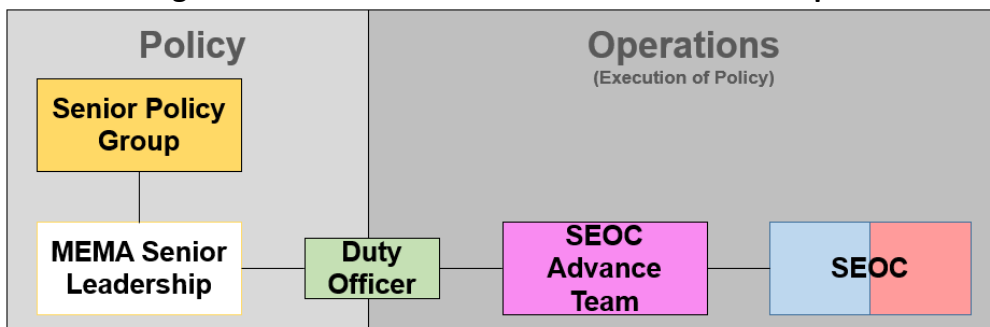 Policy
Operations
(Execution of Policy)
Senior Policy
Group
MEMA Senior
Leadership
Duty
Officer
SEOC
Advance
Team
SEOC